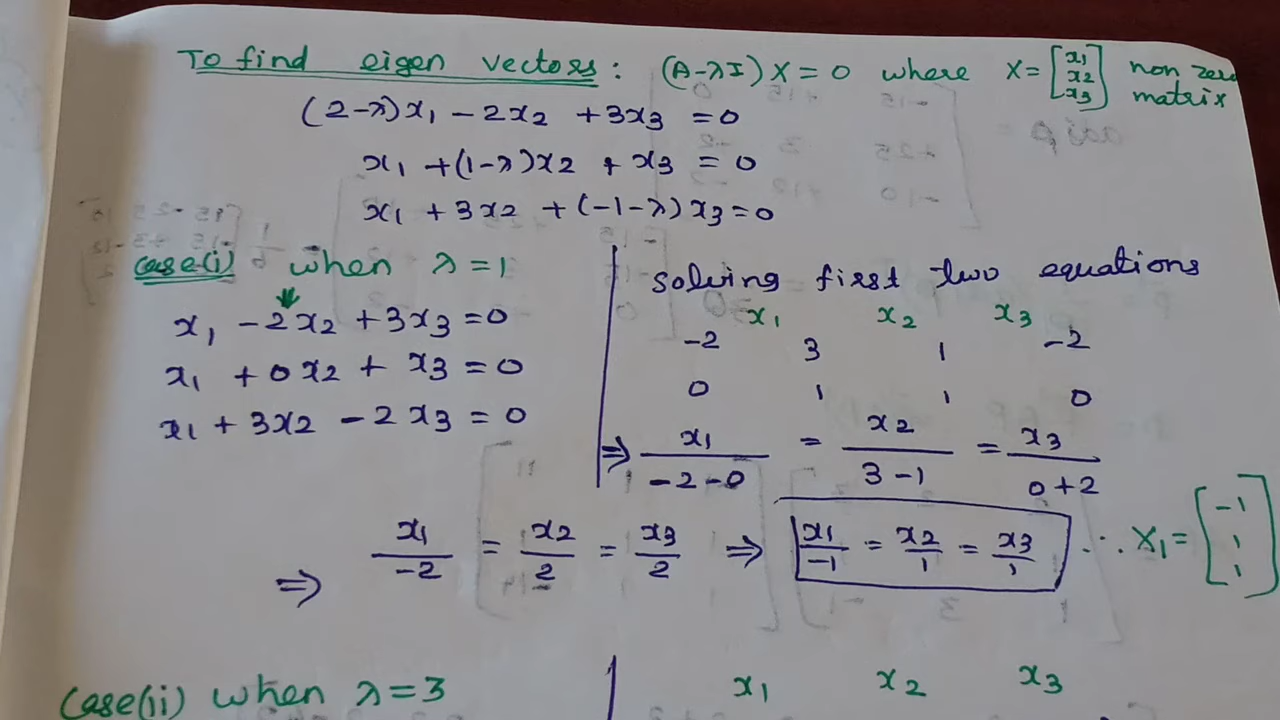 To find eigen vectors : (A-λI) X = 0 where X = [x₁ x₂ x₃] non zero matrix
(2-λ)x₁ - 2x₂ + 3x₃ = 0
x₁ + (1-λ)x₂ + x₃ = 0
x₁ + 3x₂ + (-1-λ) x₃ = 0
case(i) when λ = 1
x₁ - 2x₂ + 3x₃ = 0
x₁ + 0x₂ + x₃ = 0
x₁ + 3x₂ - 2x₃ = 0
solving first two equations
x₁ x₂ x₃
-2 3 1 -2
0 1 1 0
⇒ x₁/(-2-0) = x₂/(3-1) = x₃/(0+2)
⇒ x₁/-2 = x₂/2 = x₃/2 ⇒ x₁/-1 = x₂/1 = x₃/1 ∴ X₁ = [-1 1 1]
case(ii) when λ = 3
x₁ x₂ x₃